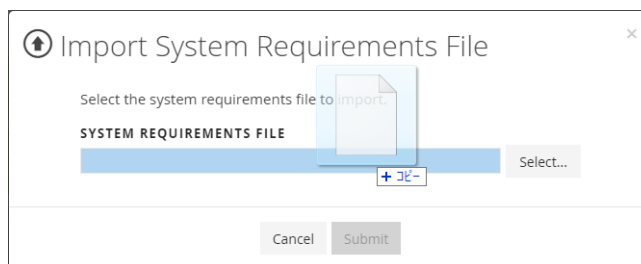 Import System Requirements File
×
Select the system requirements file to import.
SYSTEM REQUIREMENTS FILE
Select...
+ コピー
Cancel
Submit